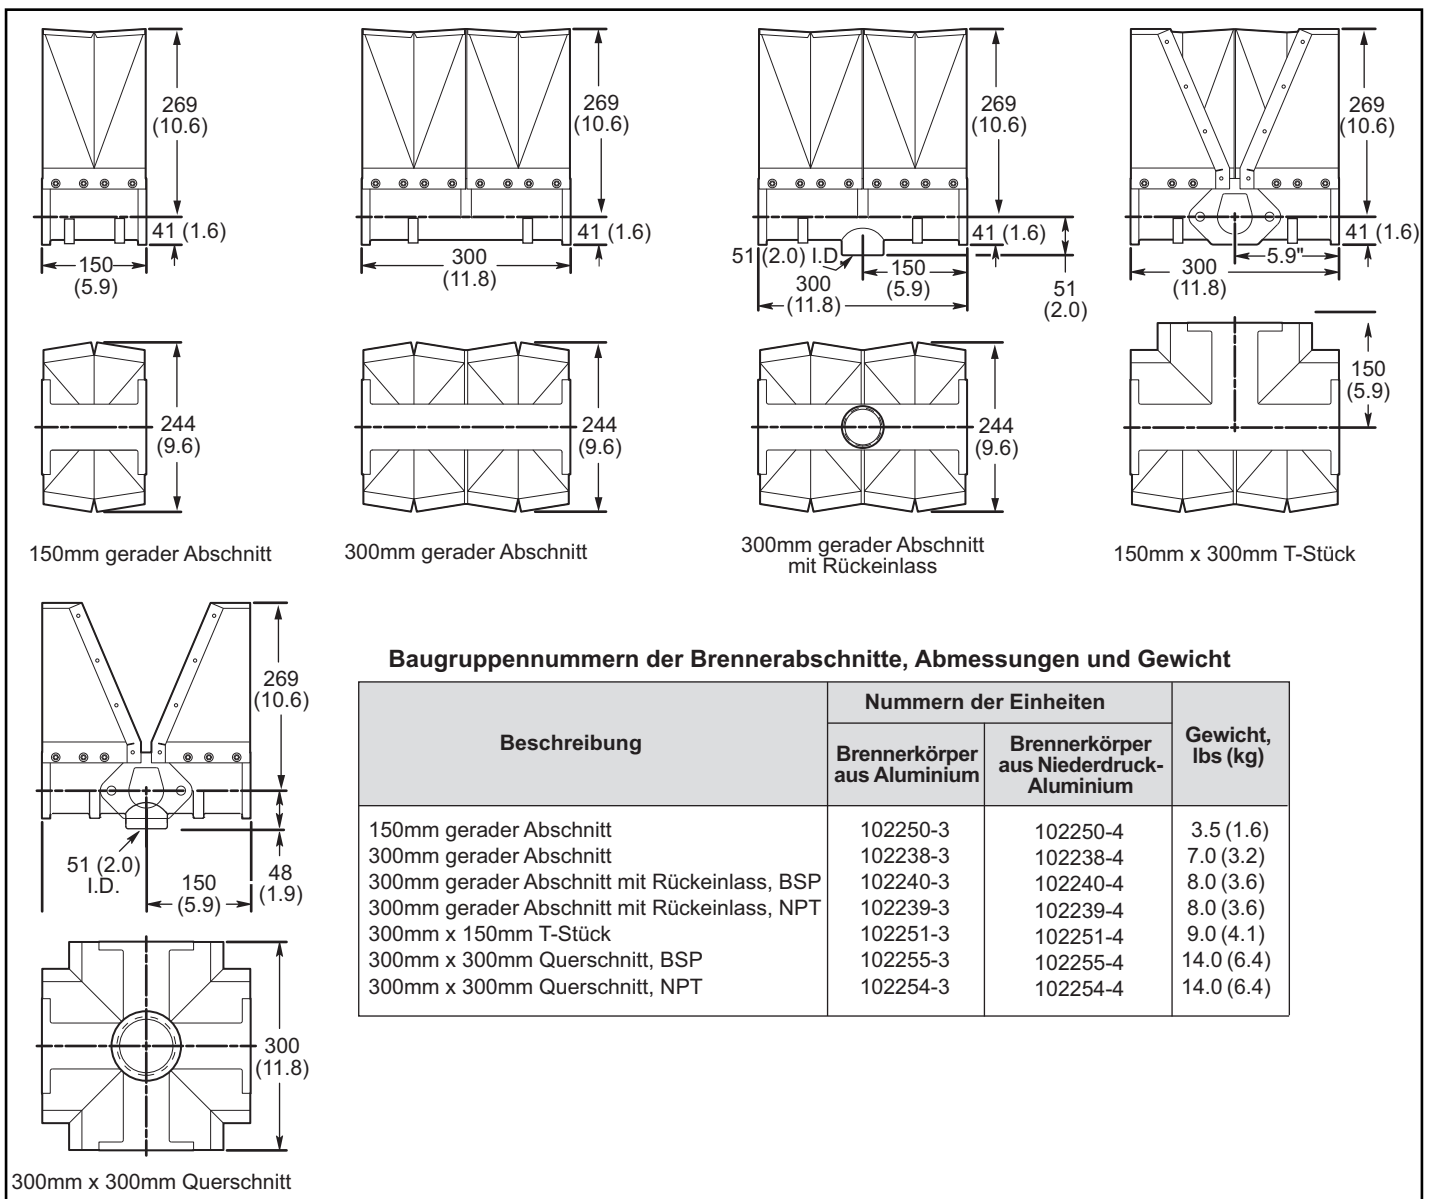 269
(10.6)
41 (1.6)
150
(5.9)
244
(9.6)
150mm gerader Abschnitt
269
(10.6)
41 (1.6)
300
(11.8)
244
(9.6)
300mm gerader Abschnitt
269
(10.6)
41 (1.6)
51 (2.0) I.D.
150
(5.9)
300
(11.8)
51
(2.0)
244
(9.6)
300mm gerader Abschnitt
mit Rückeinlass
269
(10.6)
41 (1.6)
5.9"
300
(11.8)
150
(5.9)
150mm x 300mm T-Stück
269
(10.6)
51 (2.0)
I.D.
150
(5.9)
48
(1.9)
300
(11.8)
300mm x 300mm Querschnitt
Baugruppennummern der Brennerabschnitte, Abmessungen und Gewicht
Beschreibung
Nummern der Einheiten
Gewicht,
lbs (kg)
Brennerkörper
aus Aluminium
Brennerkörper
aus Niederdruck-
Aluminium
150mm gerader Abschnitt 102250-3 102250-4 3.5 (1.6)
300mm gerader Abschnitt 102238-3 102238-4 7.0 (3.2)
300mm gerader Abschnitt mit Rückeinlass, BSP 102240-3 102240-4 8.0 (3.6)
300mm gerader Abschnitt mit Rückeinlass, NPT 102239-3 102239-4 8.0 (3.6)
300mm x 150mm T-Stück 102251-3 102251-4 9.0 (4.1)
300mm x 300mm Querschnitt, BSP 102255-3 102255-4 14.0 (6.4)
300mm x 300mm Querschnitt, NPT 102254-3 102254-4 14.0 (6.4)